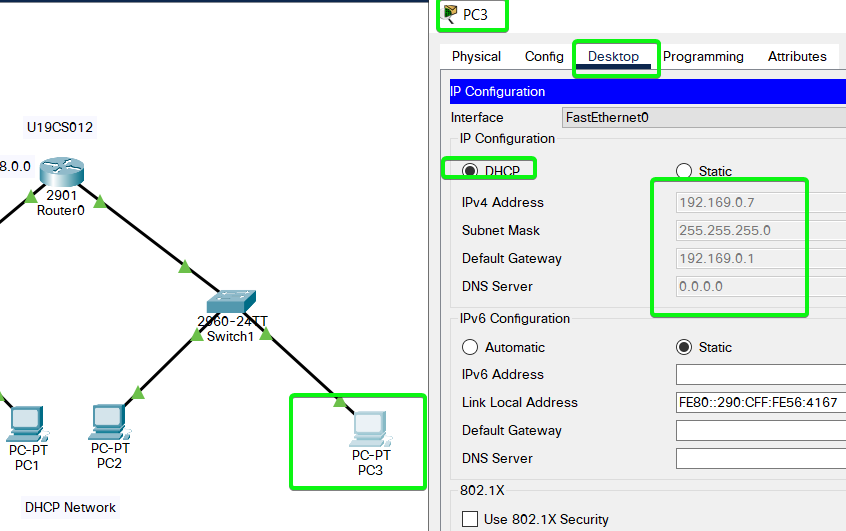 U19CS012
8.0.0
2901
Router0
2960-24TT
Switch1
PC-PT
PC1
PC-PT
PC2
PC-PT
PC3
DHCP Network
PC3
Physical Config Desktop Programming Attributes
IP Configuration
Interface FastEthernet0
IP Configuration
DHCP Static
IPv4 Address 192.169.0.7
Subnet Mask 255.255.255.0
Default Gateway 192.169.0.1
DNS Server 0.0.0.0
IPv6 Configuration
Automatic Static
IPv6 Address
Link Local Address FE80::290:CFF:FE56:4167
Default Gateway
DNS Server
802.1X
Use 802.1X Security